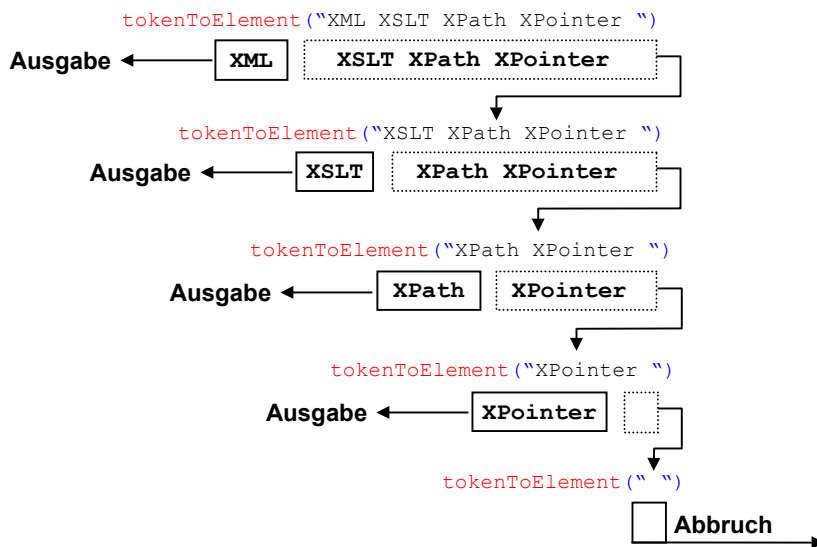 tokenToElement(“XML XSLT XPath XPointer “)
Ausgabe XML XSLT XPath XPointer
tokenToElement(“XSLT XPath XPointer “)
Ausgabe XSLT XPath XPointer
tokenToElement(“XPath XPointer “)
Ausgabe XPath XPointer
tokenToElement(“XPointer “)
Ausgabe XPointer
tokenToElement(“ “)
Abbruch